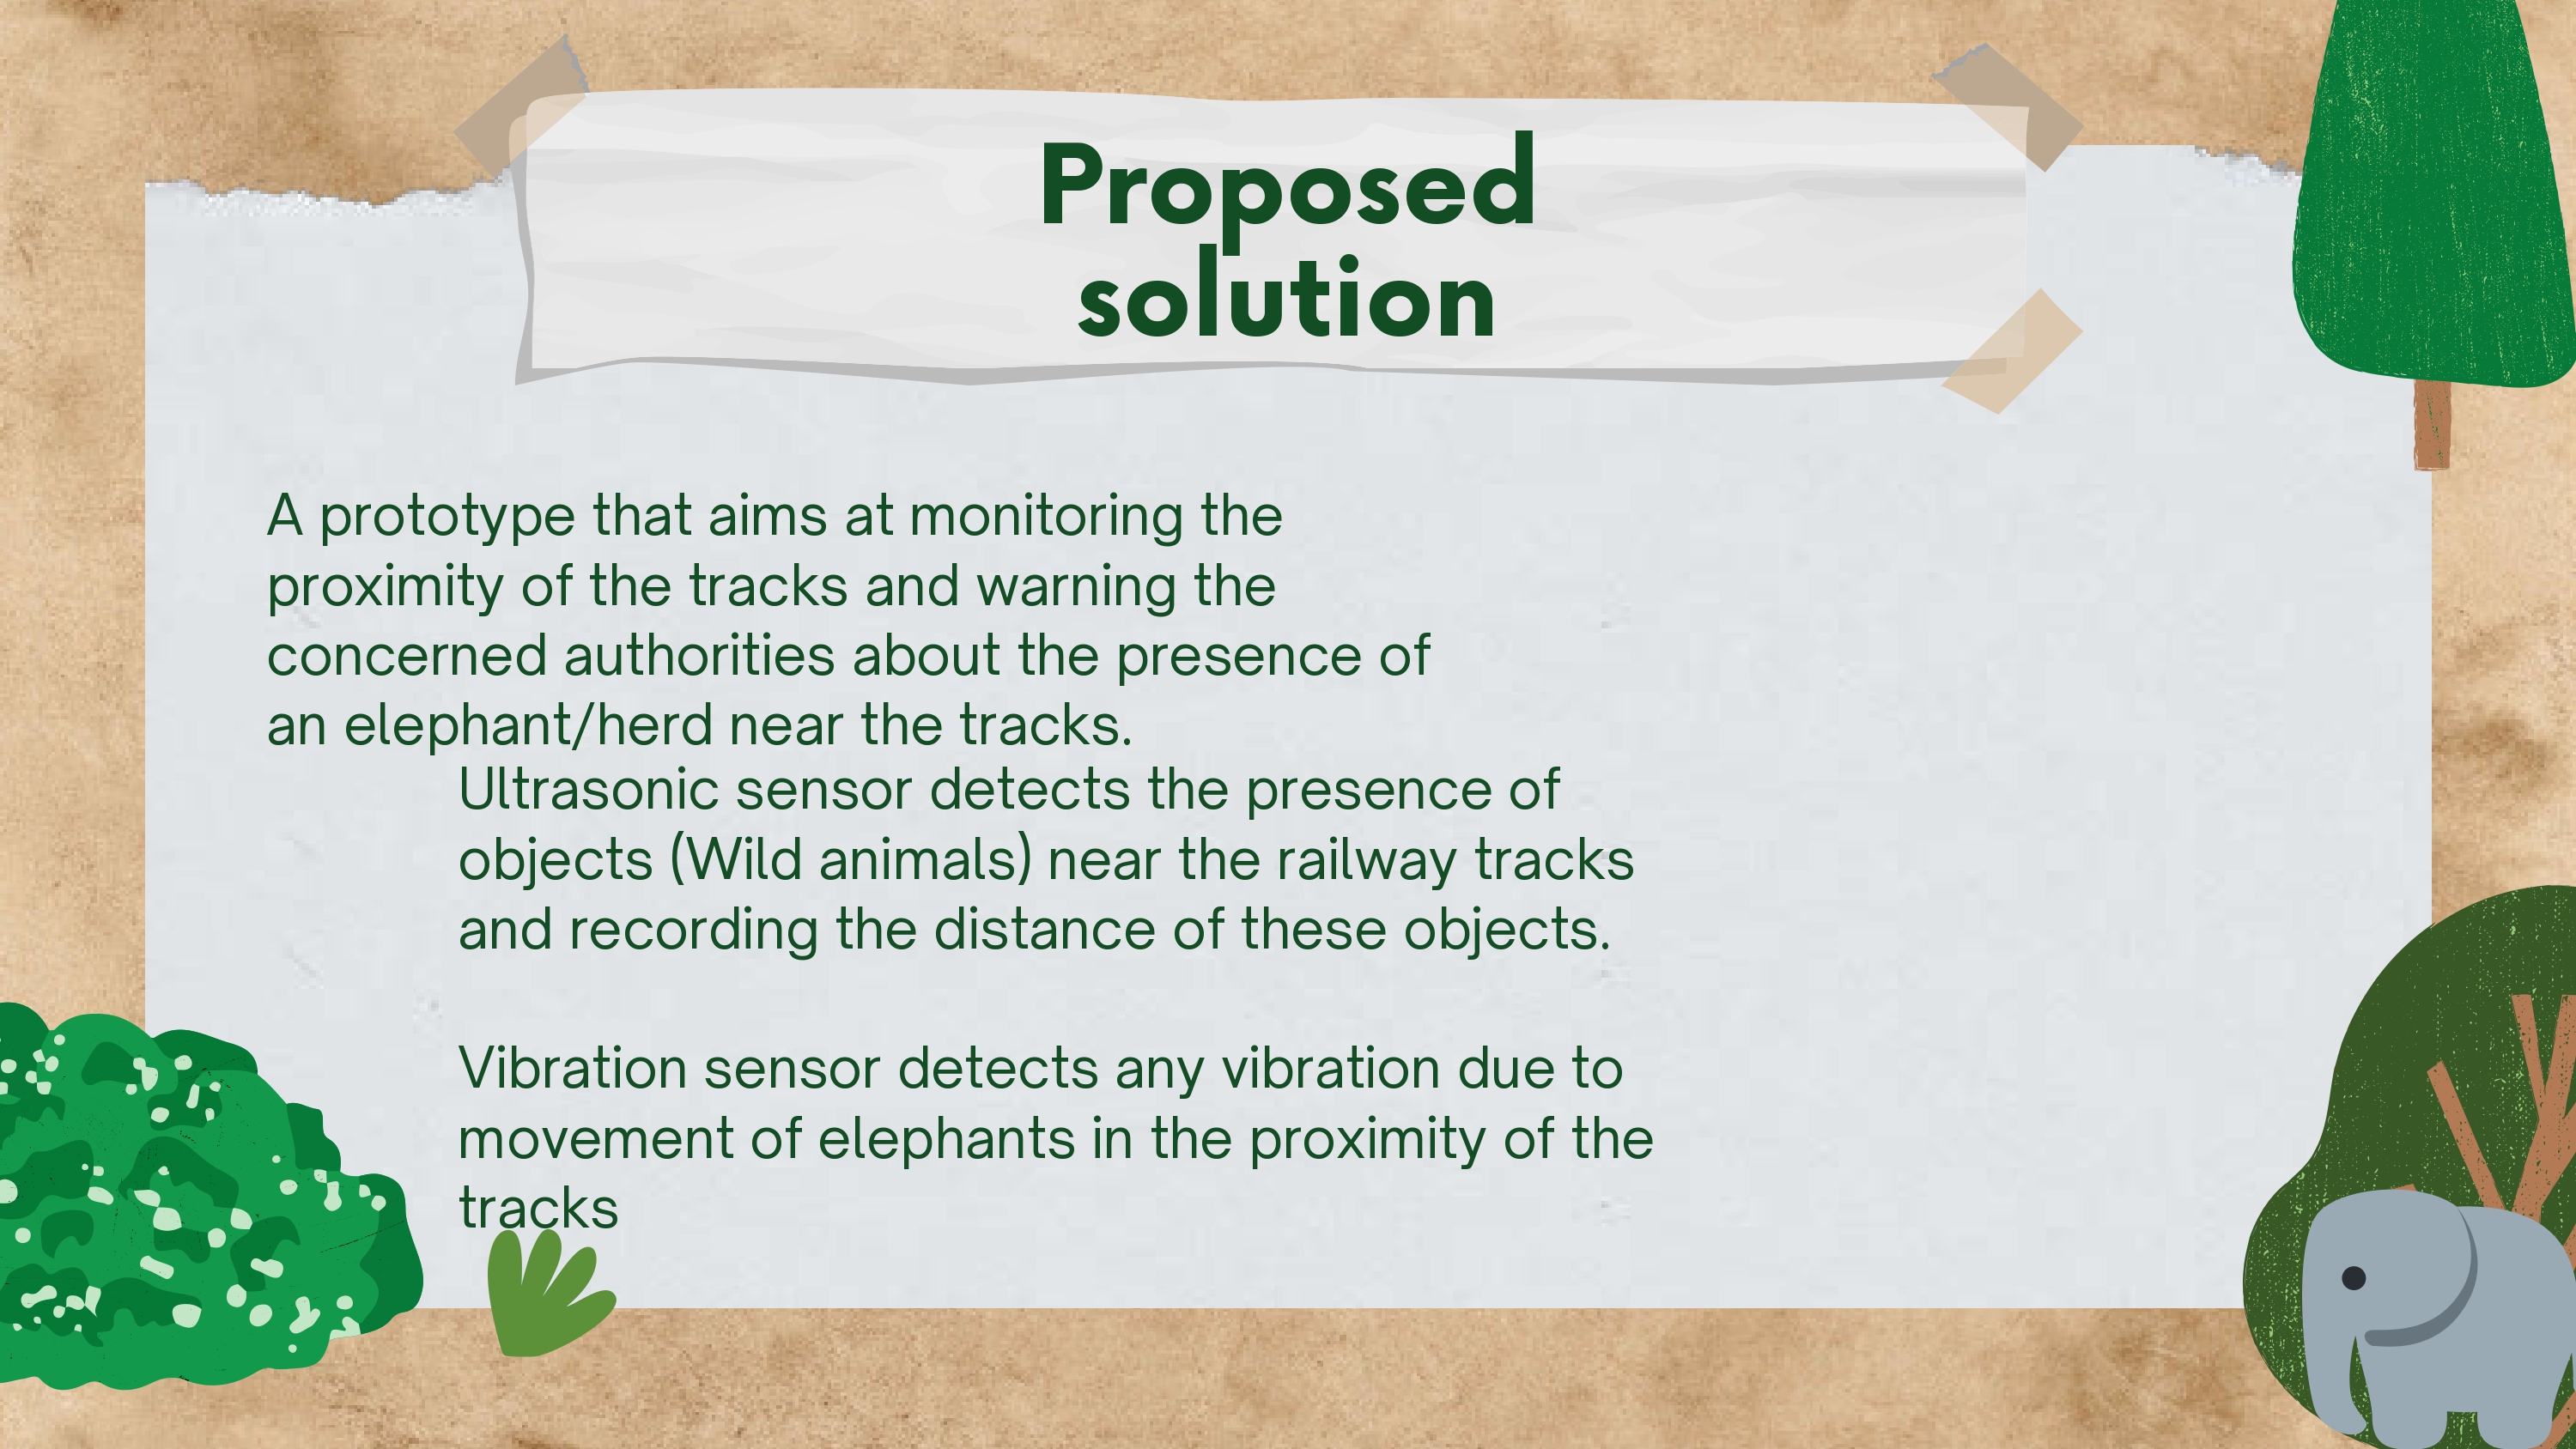 Proposed
solution
A prototype that aims at monitoring the
proximity of the tracks and warning the
concerned authorities about the presence of
an elephant/herd near the tracks.
Ultrasonic sensor detects the presence of
objects (Wild animals) near the railway tracks
and recording the distance of these objects.
Vibration sensor detects any vibration due to
movement of elephants in the proximity of the
tracks